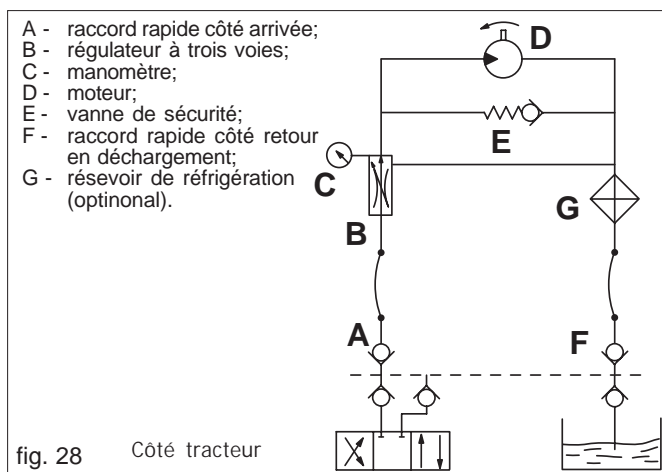 A - raccord rapide côté arrivée;
B - régulateur à trois voies;
C - manomètre;
D - moteur;
E - vanne de sécurité;
F - raccord rapide côté retour
en déchargement;
G - résevoir de réfrigération
(optinonal).
D
E
C
B
G
A
F
fig. 28
Côté tracteur